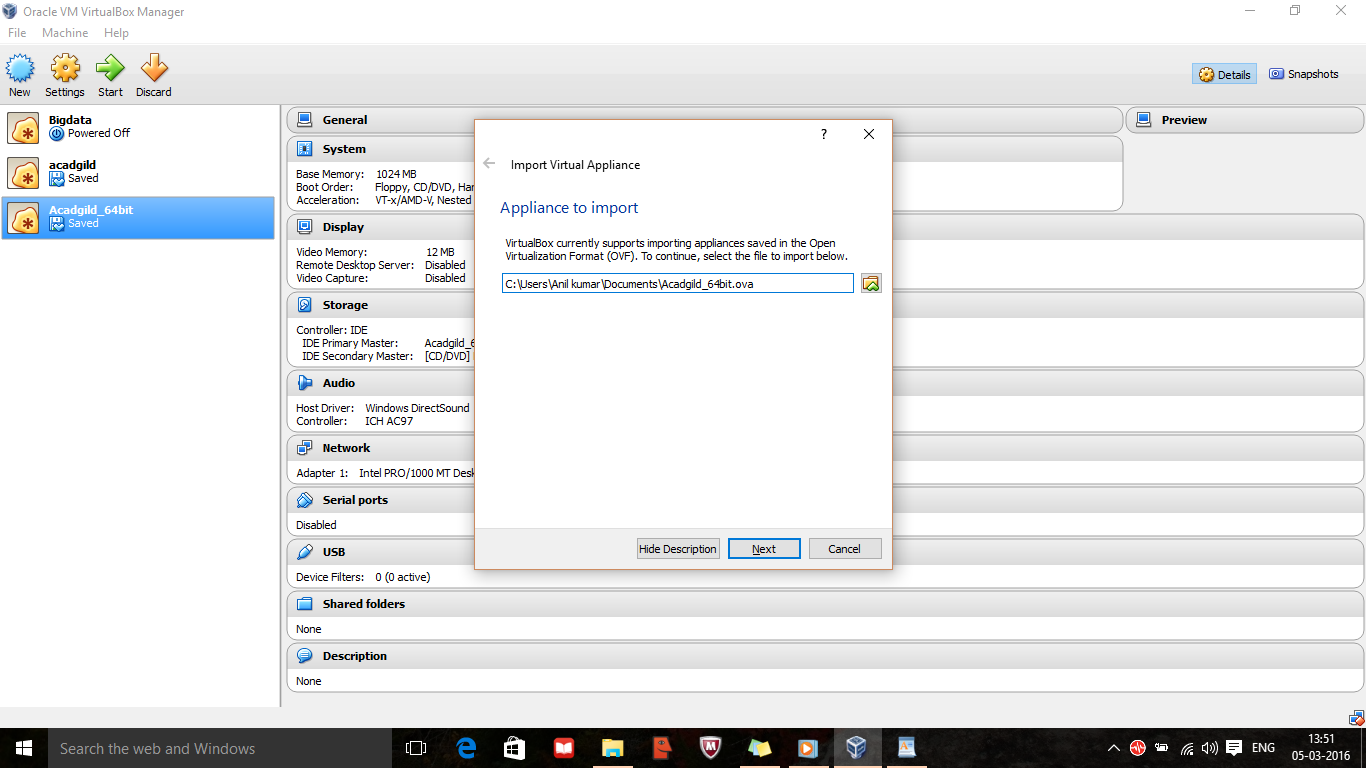 Oracle VM VirtualBox Manager
File Machine Help
New Settings Start Discard
Details Snapshots
Bigdata
Powered Off
acadgild
Saved
Acadgild_64bit
Saved
General
System
Base Memory: 1024 MB
Boot Order: Floppy, CD/DVD, Har
Acceleration: VT-x/AMD-V, Nested
Display
Video Memory: 12 MB
Remote Desktop Server: Disabled
Video Capture: Disabled
Storage
Controller: IDE
IDE Primary Master: Acadgild_6
IDE Secondary Master: [CD/DVD]
Audio
Host Driver: Windows DirectSound
Controller: ICH AC97
Network
Adapter 1: Intel PRO/1000 MT Desk
Serial ports
Disabled
USB
Device Filters: 0 (0 active)
Shared folders
None
Description
None
Preview
?
Import Virtual Appliance
Appliance to import
VirtualBox currently supports importing appliances saved in the Open
Virtualization Format (OVF). To continue, select the file to import below.
C:\Users\Anil kumar\Documents\Acadgild_64bit.ova
Hide Description Next Cancel
Search the web and Windows
ENG
13:51
05-03-2016